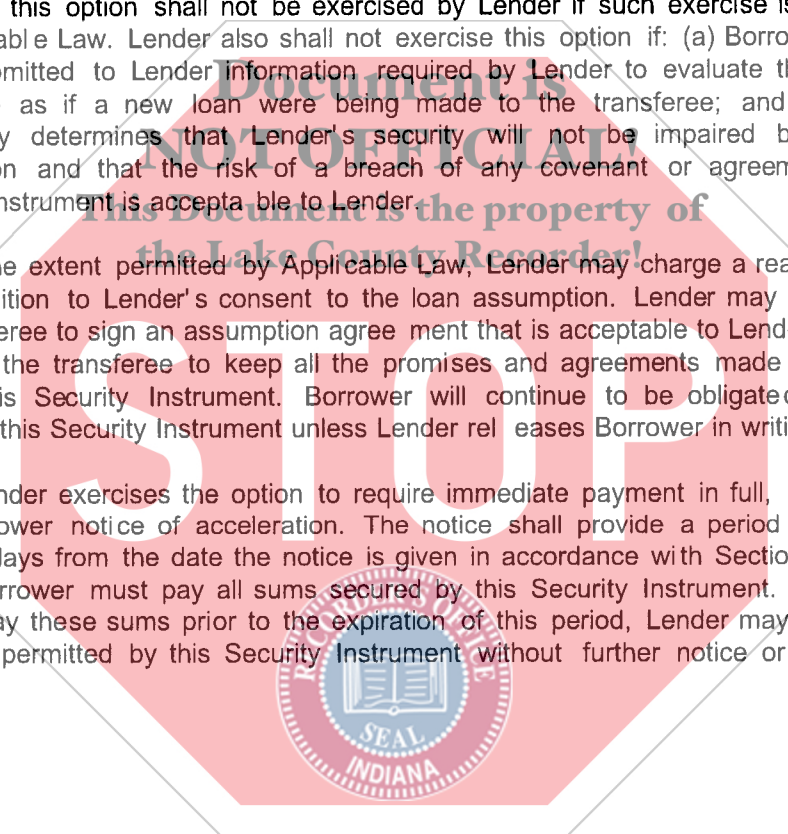 this option shall not be exercised by Lender if such exercise is
able Law. Lender also shall not exercise this option if: (a) Borro
mitted to Lender information required by Lender to evaluate th
as if a new loan were being made to the transferee; and
y determines that Lender's security will not be impaired b
on and that the risk of a breach of any covenant or agreem
nstrument is accepta ble to Lender.
Document is
NOT OFFICIAL!
This Document is the property of
the Lake County Recorder!
e extent permitted by Applicable Law, Lender may charge a rea
ition to Lender's consent to the loan assumption. Lender may
eree to sign an assumption agree ment that is acceptable to Lend
the transferee to keep all the promises and agreements made
is Security Instrument. Borrower will continue to be obligated
this Security Instrument unless Lender rel eases Borrower in writi
STOP
nder exercises the option to require immediate payment in full,
ower notice of acceleration. The notice shall provide a period
days from the date the notice is given in accordance with Sectio
rrower must pay all sums secured by this Security Instrument.
ay these sums prior to the expiration of this period, Lender may
permitted by this Security Instrument without further notice or
RECORDER'S OFFICE
SEAL
INDIANA